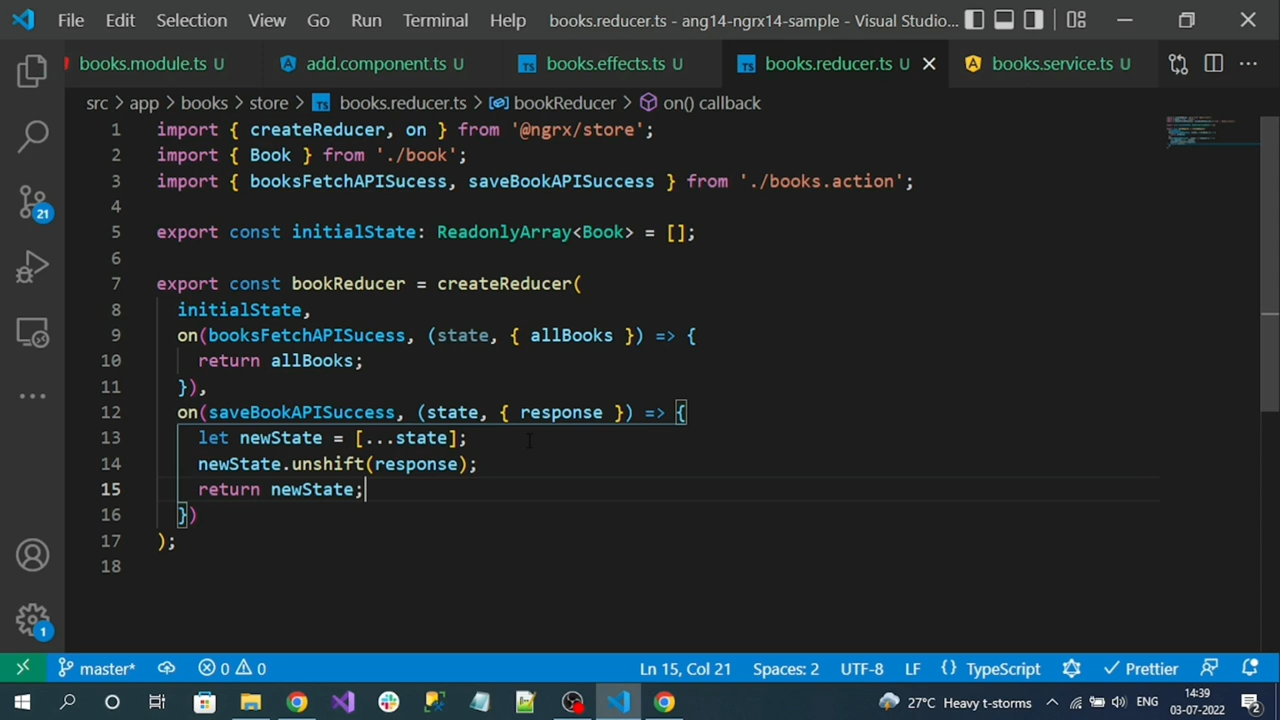 File Edit Selection View Go Run Terminal Help books.reducer.ts - ang14-ngrx14-sample - Visual Studio...
books.module.ts U add.component.ts U TS books.effects.ts U TS books.reducer.ts U books.service.ts U
src > app > books > store > TS books.reducer.ts > bookReducer > on() callback
1 import { createReducer, on } from '@ngrx/store';
2 import { Book } from './book';
3 import { booksFetchAPISucess, saveBookAPISuccess } from './books.action';
4
5 export const initialState: ReadonlyArray<Book> = [];
6
7 export const bookReducer = createReducer(
8 initialState,
9 on(booksFetchAPISucess, (state, { allBooks }) => {
10 return allBooks;
11 }),
12 on(saveBookAPISuccess, (state, { response }) => {
13 let newState = [...state];
14 newState.unshift(response);
15 return newState;
16 })
17 );
18
21
1
master* 0 0 Ln 15, Col 21 Spaces: 2 UTF-8 LF {} TypeScript Prettier
27°C Heavy t-storms ENG 14:39
03-07-2022 2